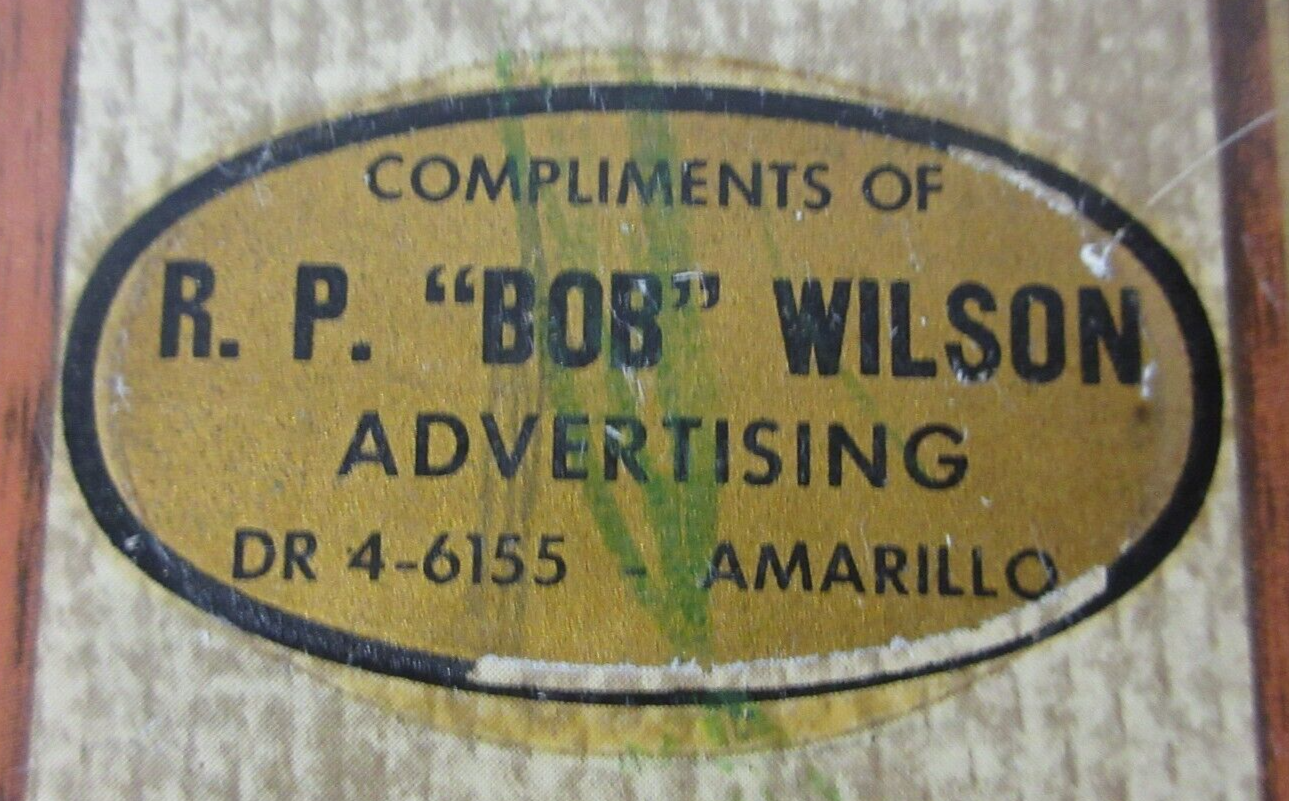 COMPLIMENTS OF
R. P. “BOB” WILSON
ADVERTISING
DR 4-6155 - AMARILLO